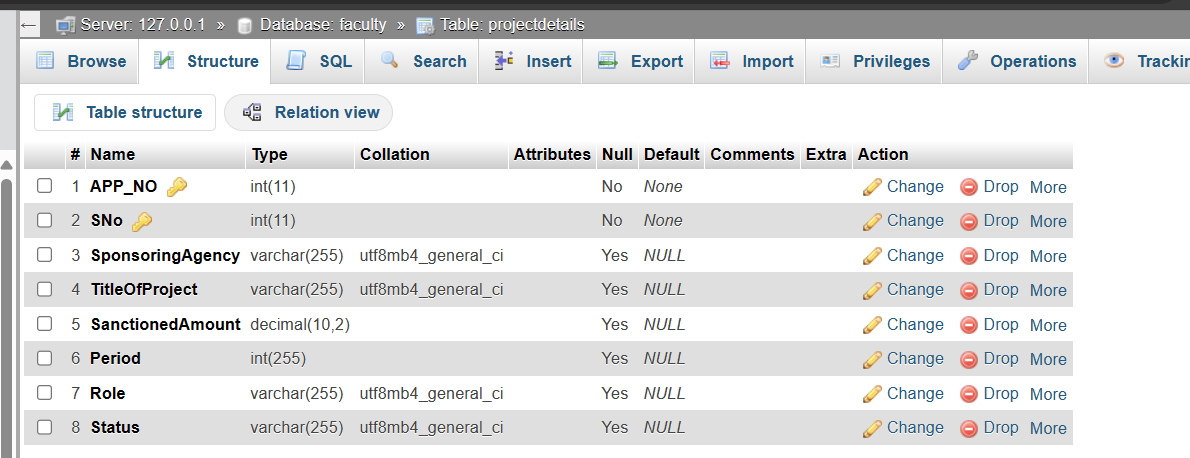 ← Server: 127.0.0.1 » Database: faculty » Table: projectdetails
Browse Structure SQL Search Insert Export Import Privileges Operations Trackin
Table structure Relation view
# Name Type Collation Attributes Null Default Comments Extra Action
1 APP_NO int(11) No None Change Drop More
2 SNo int(11) No None Change Drop More
3 SponsoringAgency varchar(255) utf8mb4_general_ci Yes NULL Change Drop More
4 TitleOfProject varchar(255) utf8mb4_general_ci Yes NULL Change Drop More
5 SanctionedAmount decimal(10,2) Yes NULL Change Drop More
6 Period int(255) Yes NULL Change Drop More
7 Role varchar(255) utf8mb4_general_ci Yes NULL Change Drop More
8 Status varchar(255) utf8mb4_general_ci Yes NULL Change Drop More